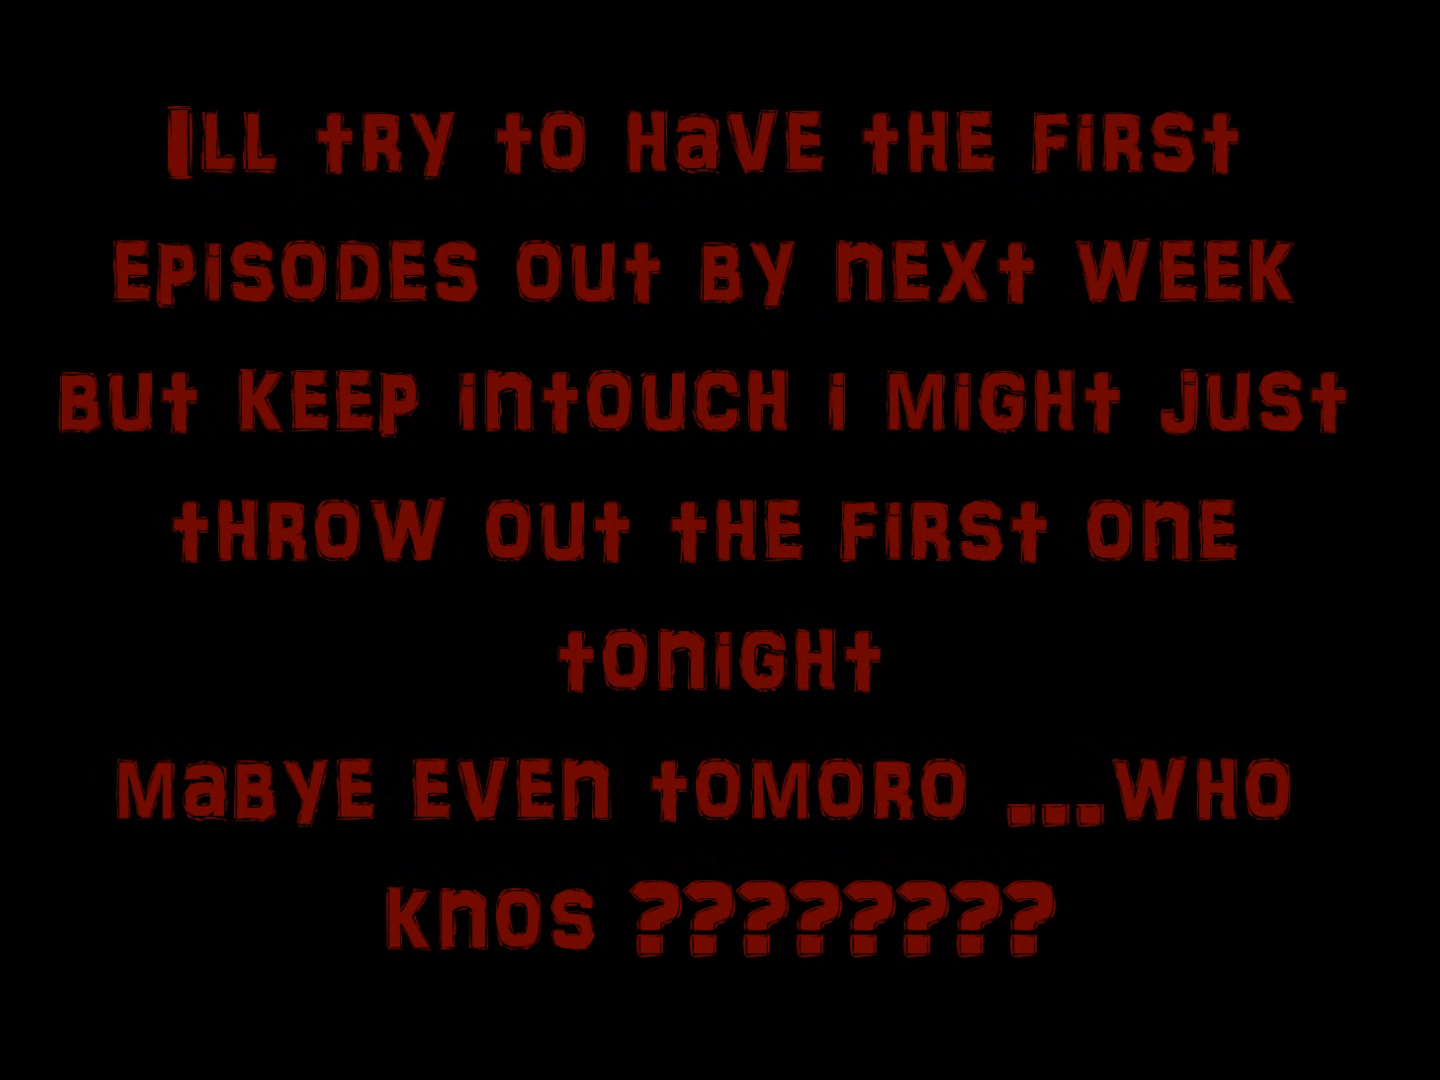 Ill try to have the first
episodes out by next week
but keep intouch i might just
throw out the first one
tonight
mabye even tomoro ...who
knos ????????